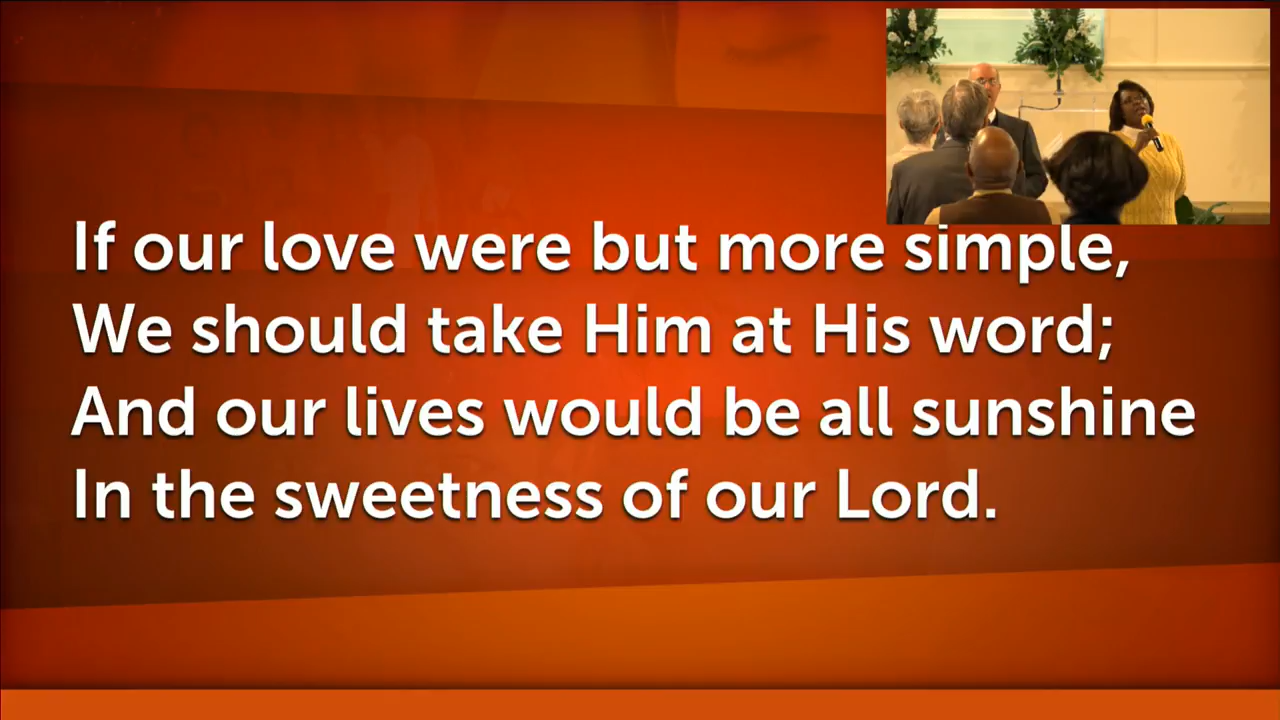 If our love were but more simple,
We should take Him at His word;
And our lives would be all sunshine
In the sweetness of our Lord.